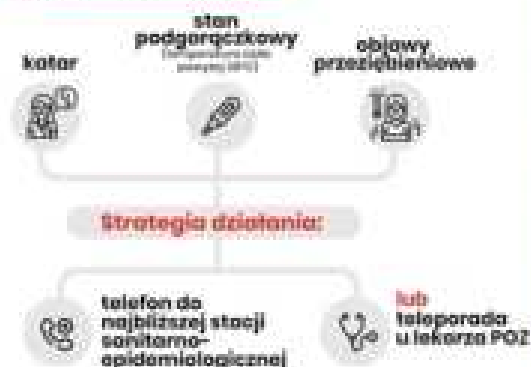 katar
stan
podgorączkowy
objawy
przeziębieniowe
Strategia działania:
telefon do
najbliższej stacji
sanitarno-
epidemiologicznej
lub
teleporada
u lekarza POZ